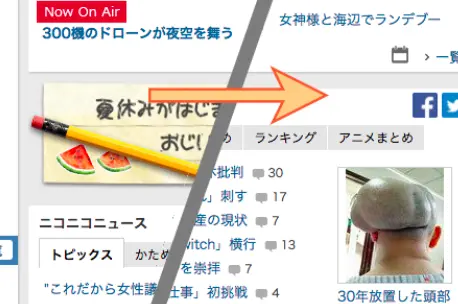 Now On Air
300機のドローンが夜空を舞う
女神様と海辺でランデブー
一覧
夏休みがはじま
おじ
め
ランキング
アニメまとめ
批判
30
」刺す
17
産の現状
7
witch」横行
13
を崇拝
7
仕事」初挑戦
4
ニコニコニュース
トピックス
かため
"これだから女性議
30年放置した頭部